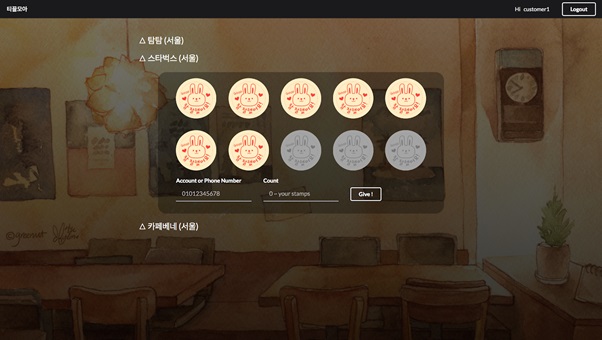 티끌모아
Hi customer1
Logout
△ 탐탐 (서울)
△ 스타벅스 (서울)
Account or Phone Number
Count
01012345678
0 ~ your stamps
Give !
△ 카페베네 (서울)